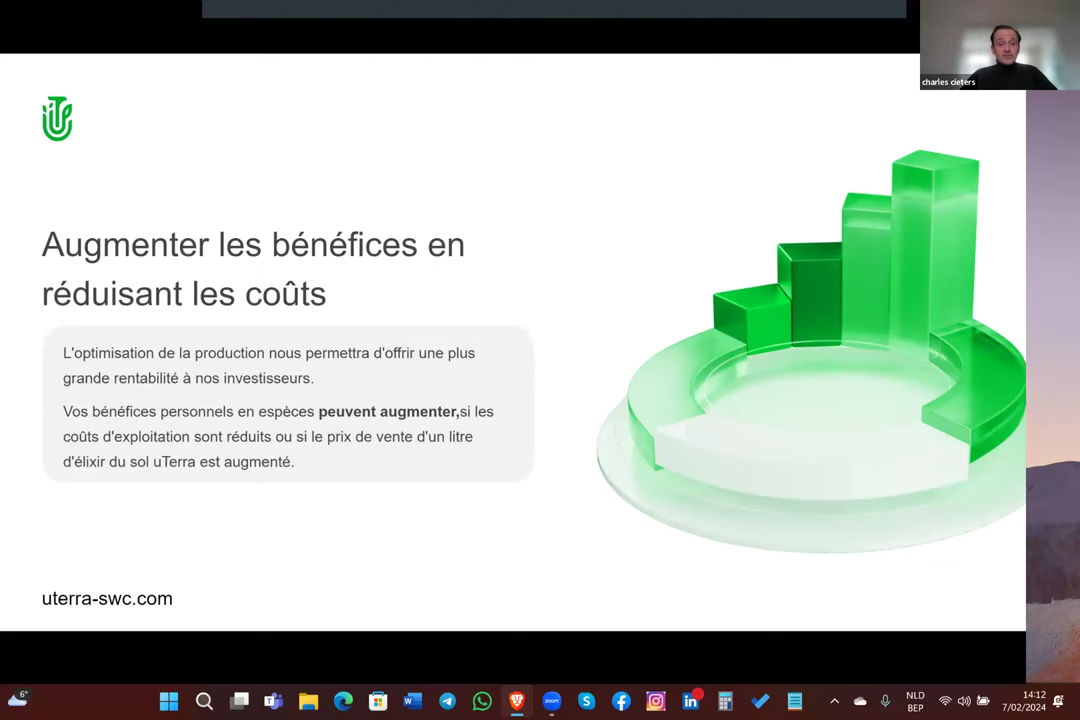 charles cieters
Augmenter les bénéfices en
réduisant les coûts
L'optimisation de la production nous permettra d'offrir une plus
grande rentabilité à nos investisseurs.
Vos bénéfices personnels en espèces peuvent augmenter,si les
coûts d'exploitation sont réduits ou si le prix de vente d'un litre
d'élixir du sol uTerra est augmenté.
uterra-swc.com
6°
zoom
NLD
BEP
14:12
7/02/2024